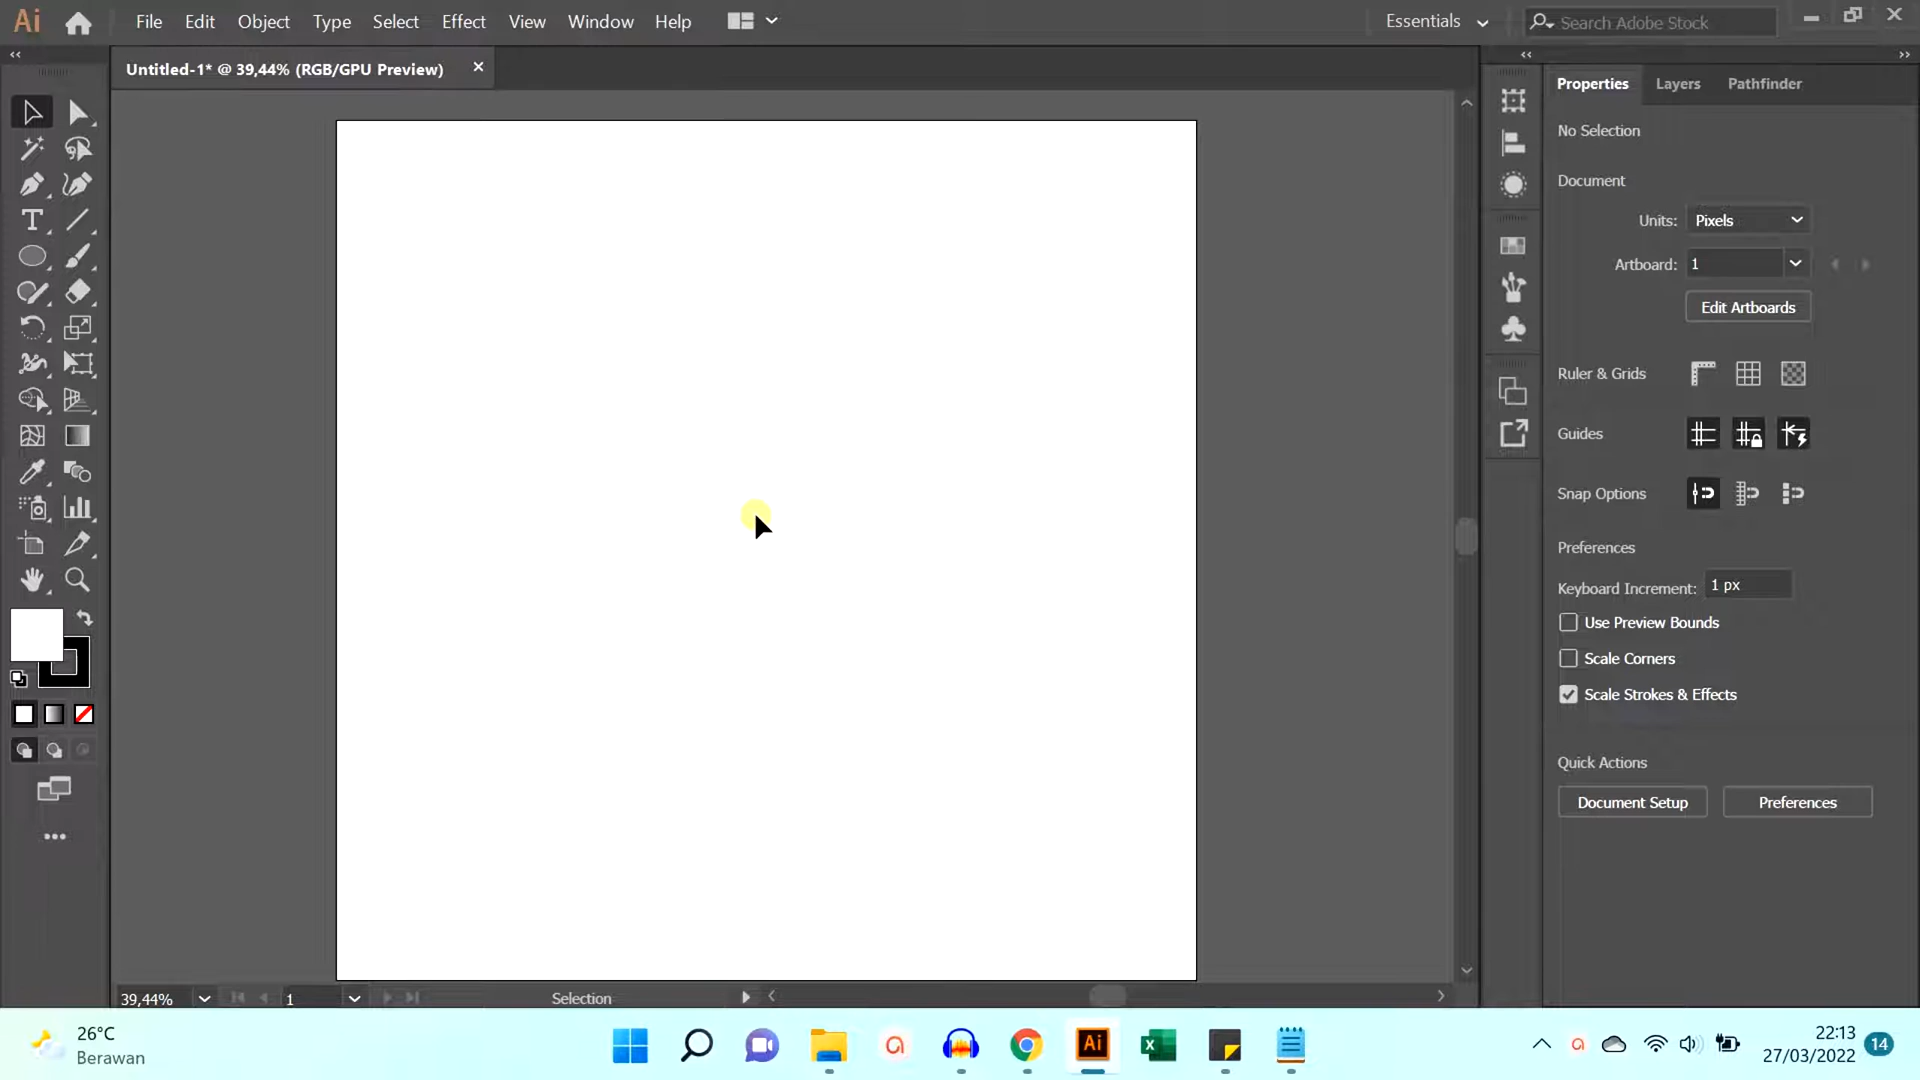 Ai File Edit Object Type Select Effect View Window Help Essentials Search Adobe Stock
Untitled-1* @ 39,44% (RGB/GPU Preview)
Properties Layers Pathfinder
No Selection
Document
Units: Pixels
Artboard: 1
Edit Artboards
Ruler & Grids
Guides
Snap Options
Preferences
Keyboard Increment: 1 px
Use Preview Bounds
Scale Corners
Scale Strokes & Effects
Quick Actions
Document Setup Preferences
39,44% 1 Selection
26°C
Berawan
Ai
22:13
27/03/2022
14